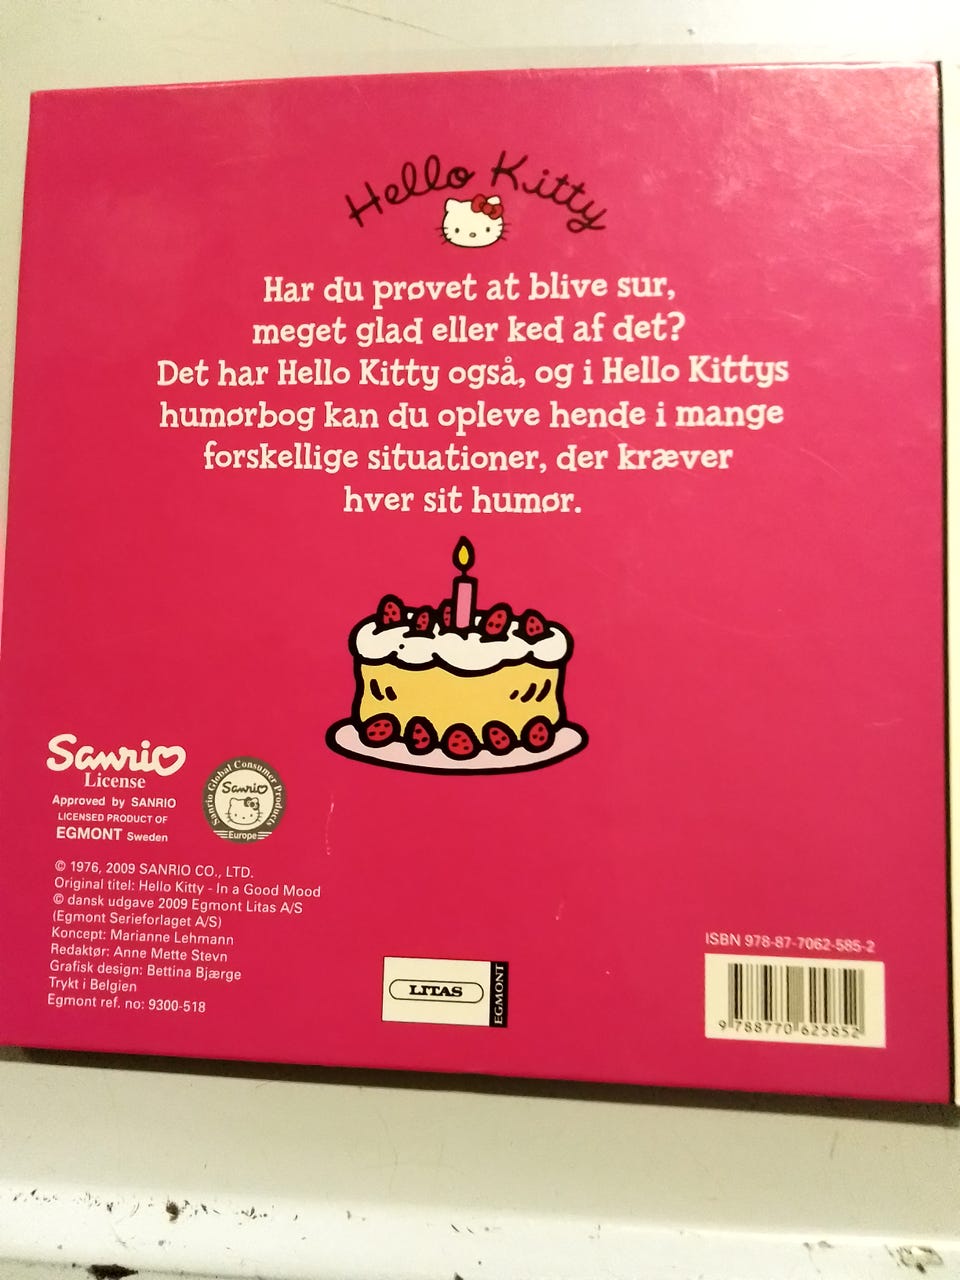 Hello Kitty
Har du prøvet at blive sur,
meget glad eller ked af det?
Det har Hello Kitty også, og i Hello Kittys
humørbog kan du opleve hende i mange
forskellige situationer, der kræver
hver sit humør.
Sanrio
License
Approved by SANRIO
LICENSED PRODUCT OF
EGMONT Sweden
Sanrio Global Consumer Products
Sanrio
Europe
© 1976, 2009 SANRIO CO., LTD.
Original titel: Hello Kitty - In a Good Mood
© dansk udgave 2009 Egmont Litas A/S
(Egmont Serieforlaget A/S)
Koncept: Marianne Lehmann
Redaktør: Anne Mette Stevn
Grafisk design: Bettina Bjærge
Trykt i Belgien
Egmont ref. no: 9300-518
LITAS
EGMONT
ISBN 978-87-7062-585-2
9 788770 625852